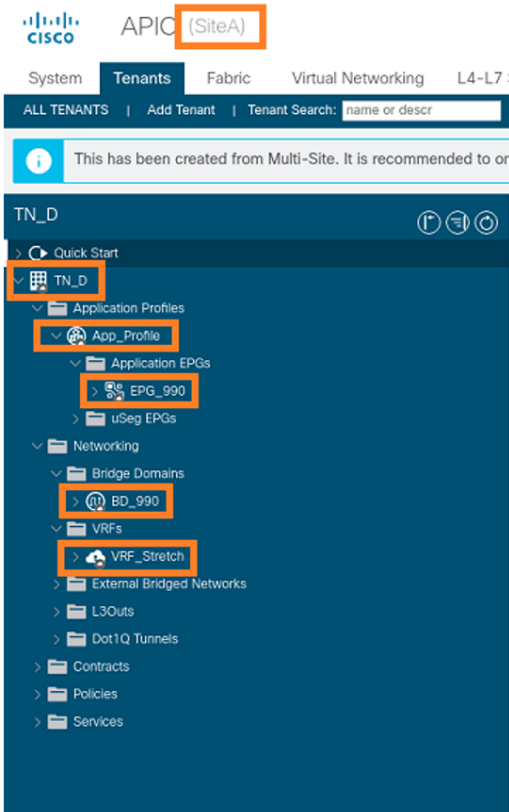 CISCO APIC (SiteA)
System Tenants Fabric Virtual Networking L4-L7
ALL TENANTS | Add Tenant | Tenant Search: name or descr
This has been created from Multi-Site. It is recommended to
TN_D
Quick Start
TN_D
Application Profiles
App_Profile
Application EPGs
EPG_990
uSeg EPGs
Networking
Bridge Domains
BD_990
VRFs
VRF_Stretch
External Bridged Networks
L3Outs
Dot1Q Tunnels
Contracts
Policies
Services